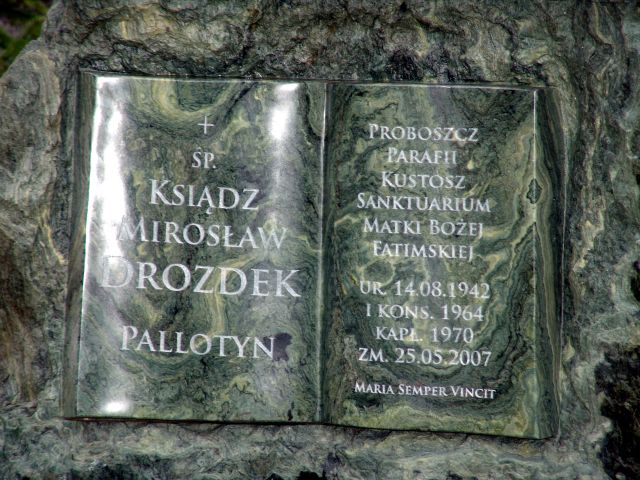 ŚP.
KSIĄDZ
MIROSŁAW
DROZDEK
PALLOTYN
PROBOSZCZ
PARAFII
KUSTOSZ
SANKTUARIUM
MATKI BOŻEJ
FATIMSKIEJ
UR. 14.08.1942
I KONS. 1964
KAPŁ. 1970
ZM. 25.05.2007
MARIA SEMPER VINCIT